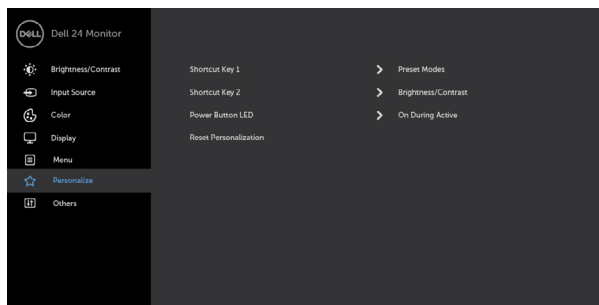 DELL Dell 24 Monitor
Brightness/Contrast
Input Source
Color
Display
Menu
Personalize
Others
Shortcut Key 1 Preset Modes
Shortcut Key 2 Brightness/Contrast
Power Button LED On During Active
Reset Personalization